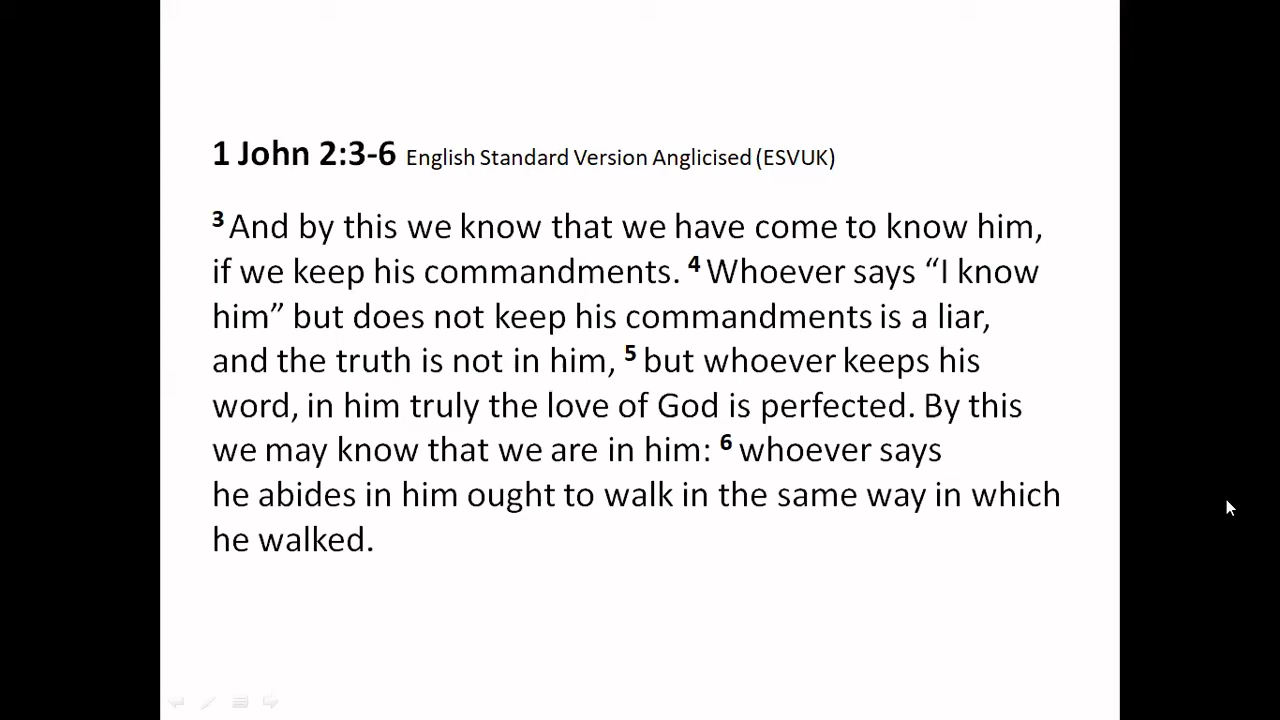 1 John 2:3-6 English Standard Version Anglicised (ESVUK)
3 And by this we know that we have come to know him,
if we keep his commandments. 4 Whoever says “I know
him” but does not keep his commandments is a liar,
and the truth is not in him, 5 but whoever keeps his
word, in him truly the love of God is perfected. By this
we may know that we are in him: 6 whoever says
he abides in him ought to walk in the same way in which
he walked.